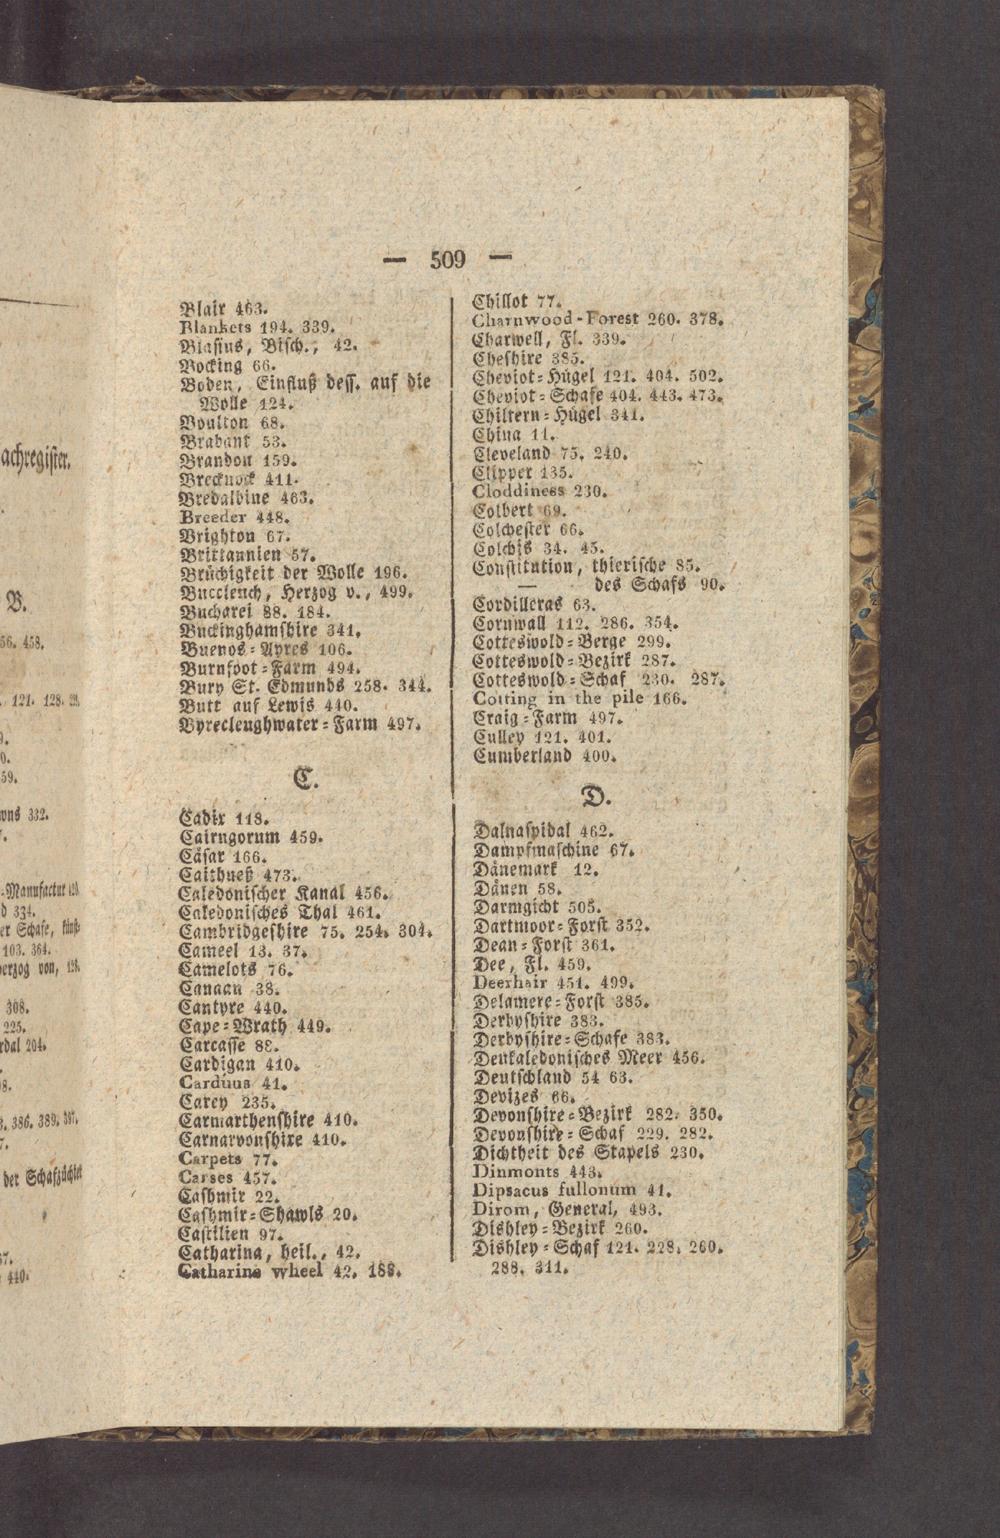 — 509 —
Blair 463.
Blankets 194. 339.
Blasius, Bisch., 42.
Bocking 66.
Boden, Einfluß dess. auf die
Wolle 124.
Boulton 68.
Brabant 53.
Brandon 159.
Brecknock 411.
Bredalbine 463.
Breeder 448.
Brighton 67.
Brittannien 57.
Brüchigkeit der Wolle 196.
Buccleuch, Herzog v., 499.
Bucharei 88. 184.
Buckinghamshire 341.
Buenos-Ayres 106.
Burnfoot-Farm 494.
Bury St. Edmunds 258. 344.
Butt auf Lewis 440.
Byrecleughwater-Farm 497.
C.
Cadix 118.
Cairngorum 459.
Cäsar 166.
Caithneß 473.
Caledonischer Kanal 456.
Caledonisches Thal 461.
Cambridgeshire 75. 254. 304.
Cameel 13. 37.
Camelots 76.
Canaan 38.
Cantyre 440.
Cape-Wrath 449.
Carcasse 88.
Cardigan 410.
Carduus 41.
Carey 235.
Carmarthenshire 410.
Carnarvonshire 410.
Carpets 77.
Carses 457.
Cashmir 22.
Cashmir-Shawls 20.
Castilien 97.
Catharina, heil., 42.
Catharine wheel 42. 188.
Chillot 77.
Charnwood-Forest 260. 378.
Charwell, Fl. 339.
Cheshire 385.
Cheviot-Hügel 121. 404. 502.
Cheviot-Schafe 404. 443. 473.
Chiltern-Hügel 341.
China 11.
Cleveland 75. 240.
Clipper 135.
Cloddiness 230.
Colbert 69.
Colchester 66.
Colchis 34. 45.
Constitution, thierische 85.
— des Schafs 90.
Cordilleras 63.
Cornwall 112. 286. 354.
Cotteswold-Berge 299.
Cotteswold-Bezirk 287.
Cotteswold-Schaf 230. 287.
Cotting in the pile 166.
Craig-Farm 497.
Culley 121. 401.
Cumberland 400.
D.
Dalnaspidal 462.
Dampfmaschine 67.
Dänemark 12.
Dänen 58.
Darmgicht 505.
Dartmoor-Forst 352.
Dean-Forst 361.
Dee, Fl. 459.
Deerhair 451. 499.
Delamere-Forst 385.
Derbyshire 383.
Derbyshire-Schafe 383.
Deukaledonisches Meer 456.
Deutschland 54 63.
Devizes 66.
Devonshire-Bezirk 282. 350.
Devonshire-Schaf 229. 282.
Dichtheit des Stapels 230.
Dinmonts 443.
Dipsacus fullonum 41.
Dirom, General, 493.
Dishley-Bezirk 260.
Dishley-Schaf 121. 228. 260.
288. 311.